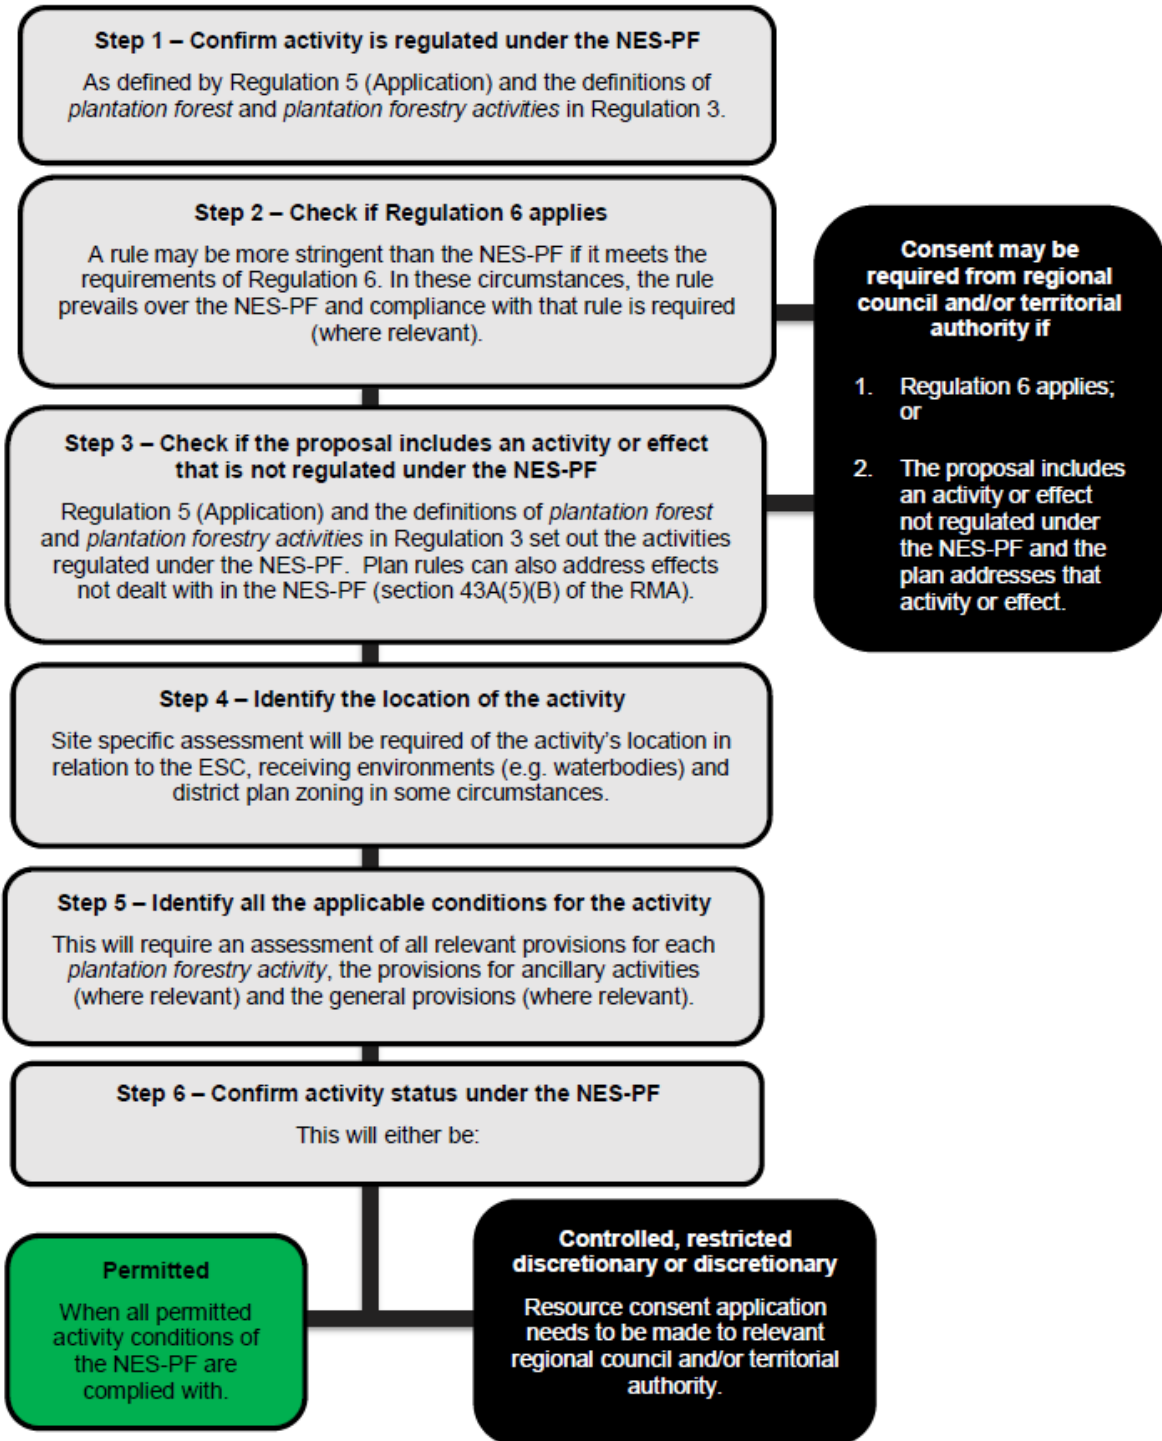 Step 1 – Confirm activity is regulated under the NES-PF
As defined by Regulation 5 (Application) and the definitions of
plantation forest and plantation forestry activities in Regulation 3.
Step 2 – Check if Regulation 6 applies
A rule may be more stringent than the NES-PF if it meets the
requirements of Regulation 6. In these circumstances, the rule
prevails over the NES-PF and compliance with that rule is required
(where relevant).
Consent may be
required from regional
council and/or territorial
authority if
1. Regulation 6 applies;
or
2. The proposal includes
an activity or effect
not regulated under
the NES-PF and the
plan addresses that
activity or effect.
Step 3 – Check if the proposal includes an activity or effect
that is not regulated under the NES-PF
Regulation 5 (Application) and the definitions of plantation forest
and plantation forestry activities in Regulation 3 set out the activities
regulated under the NES-PF. Plan rules can also address effects
not dealt with in the NES-PF (section 43A(5)(B) of the RMA).
Step 4 – Identify the location of the activity
Site specific assessment will be required of the activity's location in
relation to the ESC, receiving environments (e.g. waterbodies) and
district plan zoning in some circumstances.
Step 5 – Identify all the applicable conditions for the activity
This will require an assessment of all relevant provisions for each
plantation forestry activity, the provisions for ancillary activities
(where relevant) and the general provisions (where relevant).
Step 6 – Confirm activity status under the NES-PF
This will either be:
Permitted
When all permitted
activity conditions of
the NES-PF are
complied with.
Controlled, restricted
discretionary or discretionary
Resource consent application
needs to be made to relevant
regional council and/or territorial
authority.